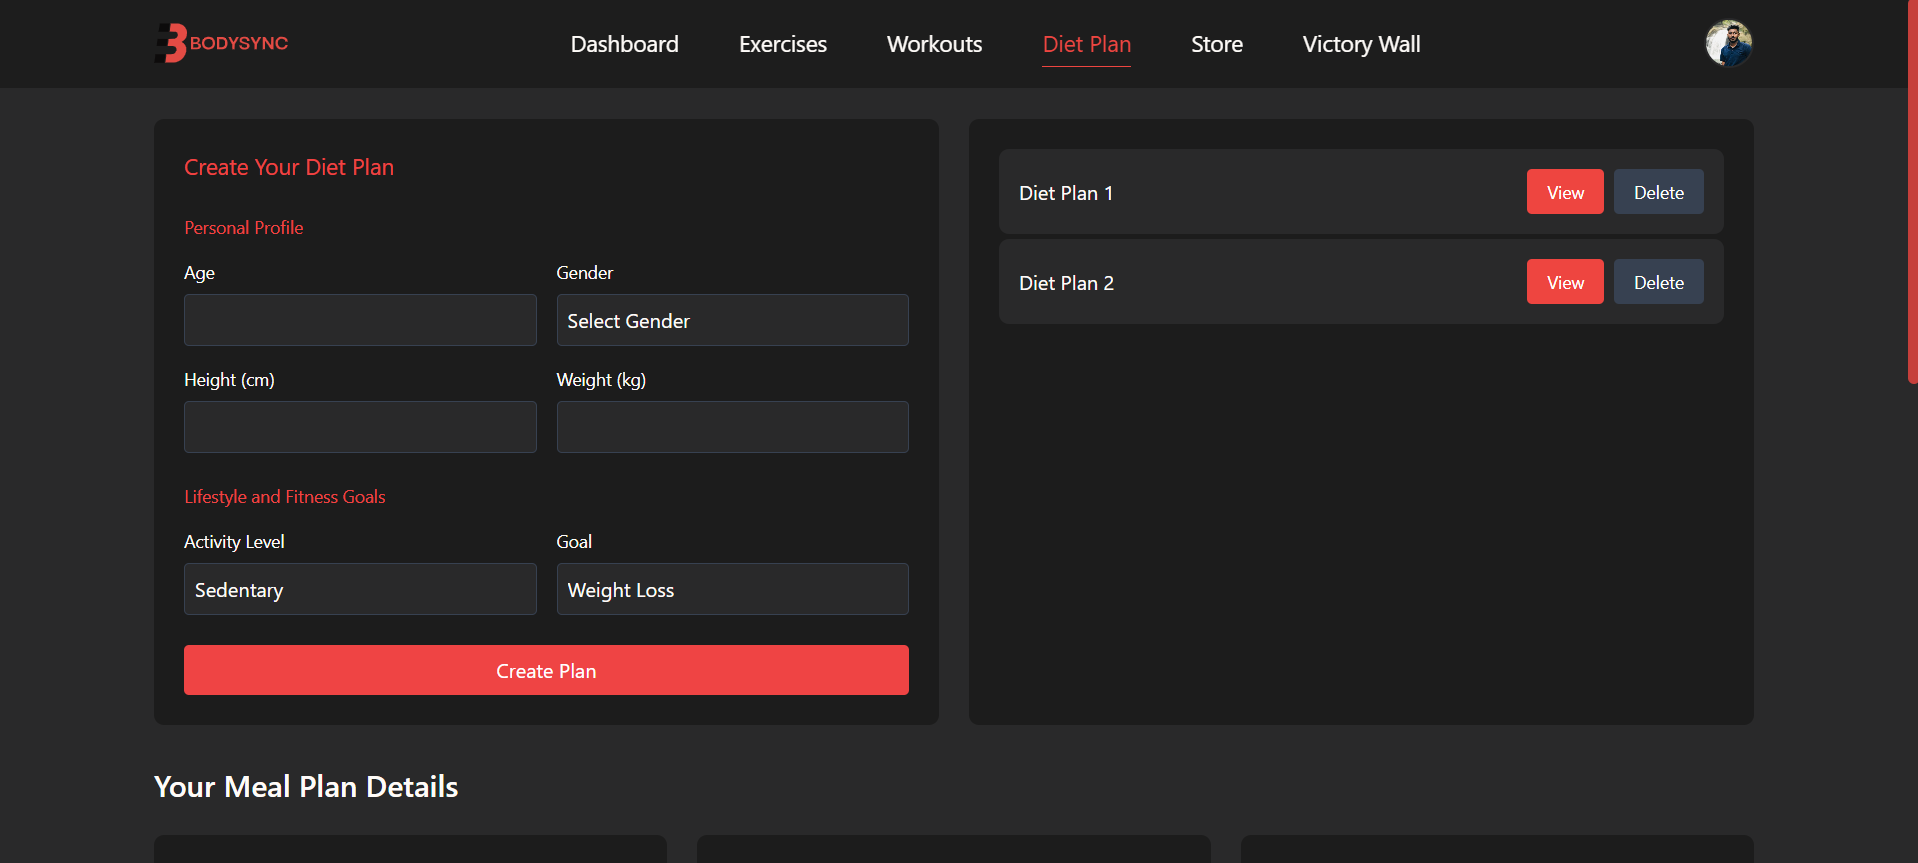 BODYSYNC
Dashboard Exercises Workouts Diet Plan Store Victory Wall
Create Your Diet Plan
Personal Profile
Age Gender
Select Gender
Height (cm) Weight (kg)
Lifestyle and Fitness Goals
Activity Level Goal
Sedentary Weight Loss
Create Plan
Diet Plan 1 View Delete
Diet Plan 2 View Delete
Your Meal Plan Details